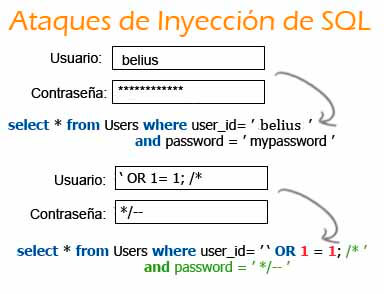 Ataques de Inyección de SQL
Usuario: belius
Contraseña: ************
select * from Users where user_id= ' belius '
and password = ' mypassword '
Usuario: ‘ OR 1= 1; /*
Contraseña: */--
select * from Users where user_id= ' ‘ OR 1 = 1; /* '
and password = ' */-- '